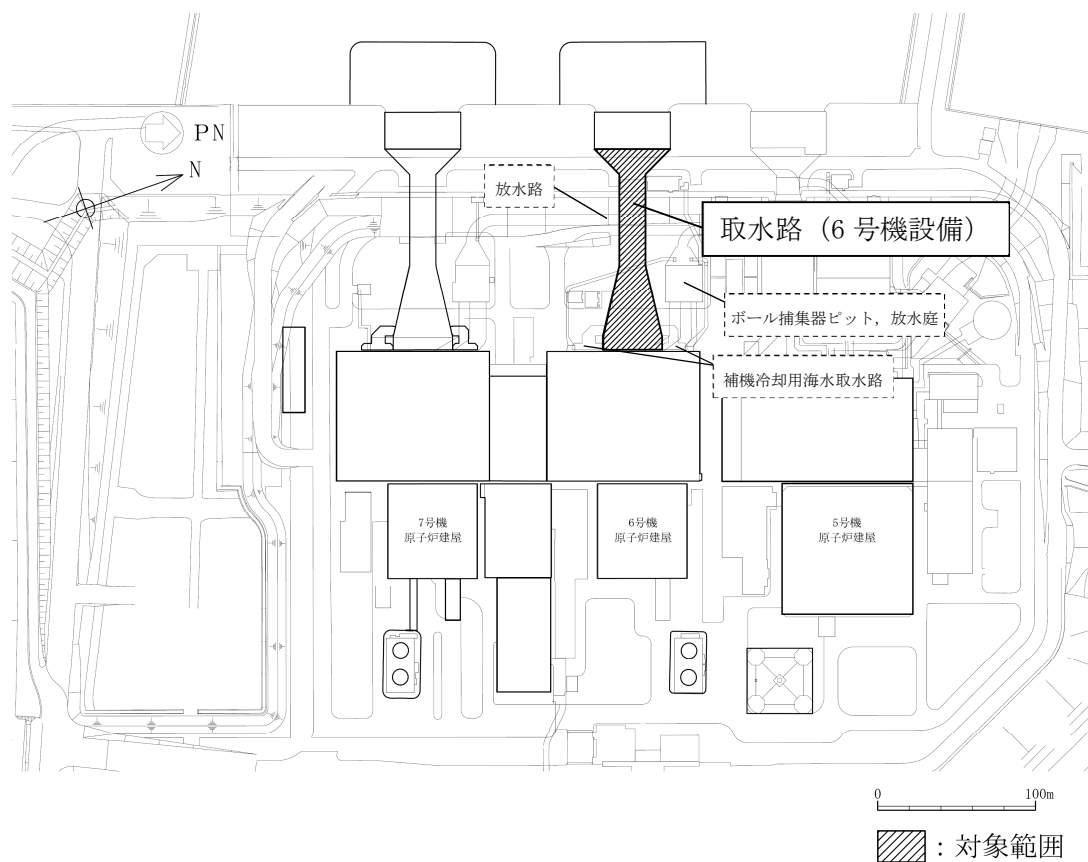 PN
N
放水路
取水路（6 号機設備）
ボール捕集器ピット，放水庭
補機冷却用海水取水路
7号機
原子炉建屋
6号機
原子炉建屋
5号機
原子炉建屋
0 100m
：対象範囲